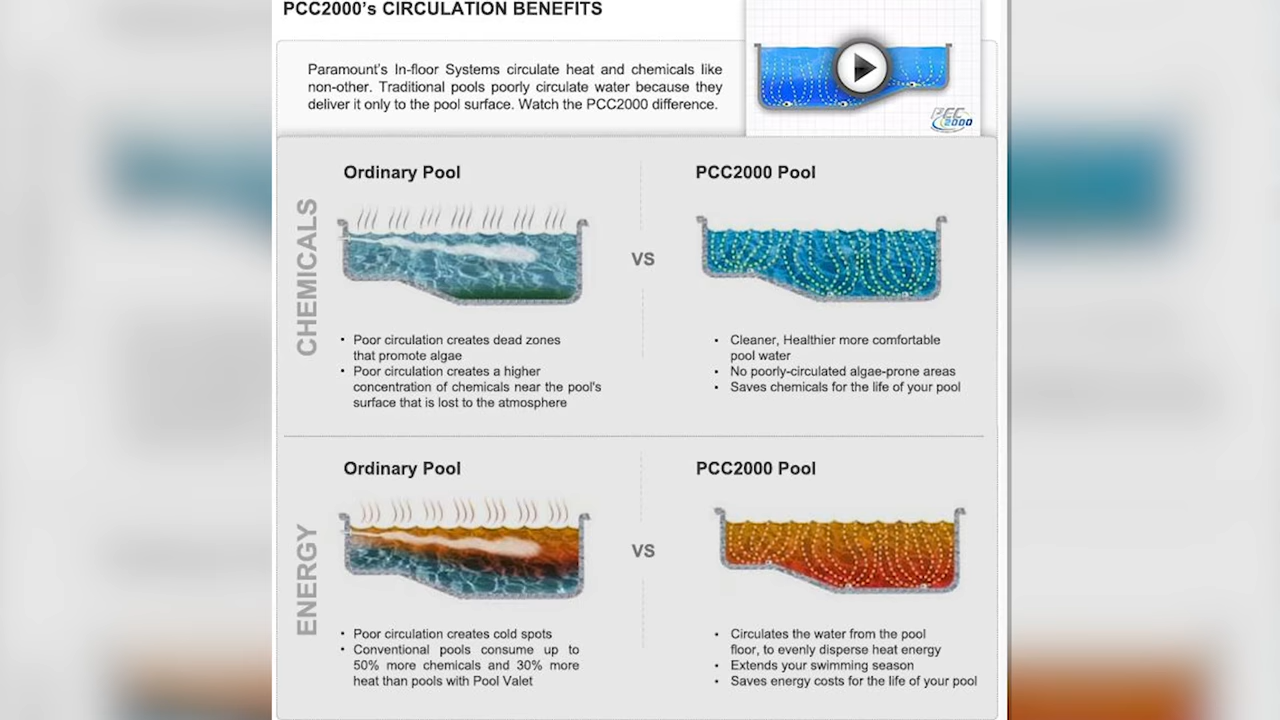 PCC2000's CIRCULATION BENEFITS
Paramount's In-floor Systems circulate heat and chemicals like
non-other. Traditional pools poorly circulate water because they
deliver it only to the pool surface. Watch the PCC2000 difference.
PCC
2000
CHEMICALS
Ordinary Pool
VS
PCC2000 Pool
• Poor circulation creates dead zones
that promote algae
• Poor circulation creates a higher
concentration of chemicals near the pool's
surface that is lost to the atmosphere
• Cleaner, Healthier more comfortable
pool water
• No poorly-circulated algae-prone areas
• Saves chemicals for the life of your pool
ENERGY
Ordinary Pool
VS
PCC2000 Pool
• Poor circulation creates cold spots
• Conventional pools consume up to
50% more chemicals and 30% more
heat than pools with Pool Valet
• Circulates the water from the pool
floor, to evenly disperse heat energy
• Extends your swimming season
• Saves energy costs for the life of your pool